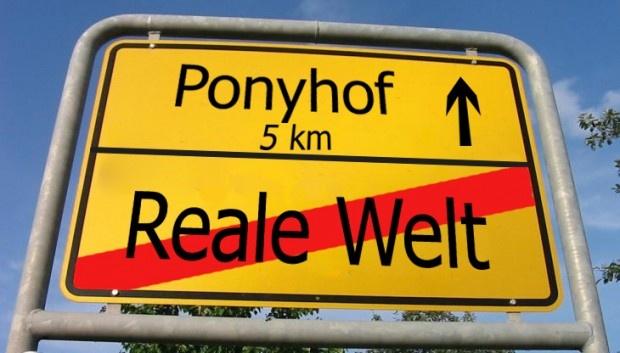 Ponyhof
5 km
Reale Welt